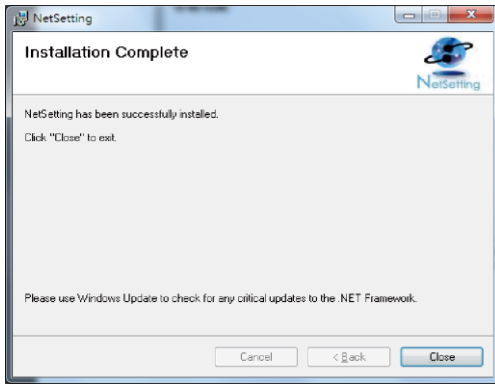 NetSetting
Installation Complete
NetSetting
NetSetting has been successfully installed.
Click "Close" to exit.
Please use Windows Update to check for any critical updates to the .NET Framework.
Cancel
< Back
Close